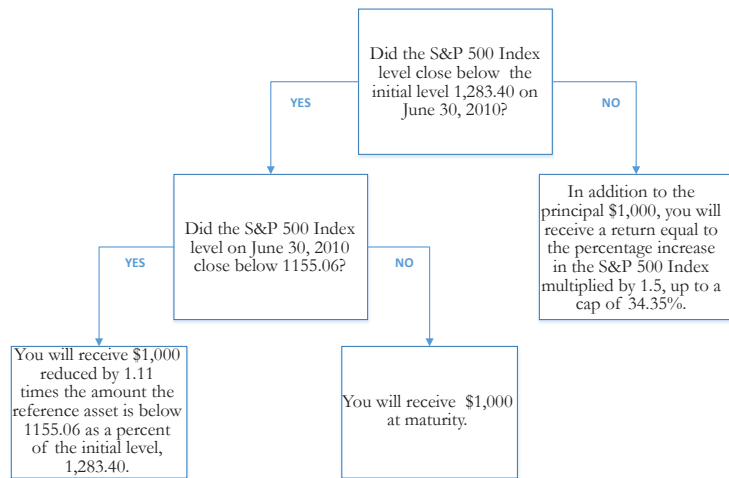 Did the S&P 500 Index
level close below the
initial level 1,283.40 on
June 30, 2010?
YES
NO
Did the S&P 500 Index
level on June 30, 2010
close below 1155.06?
In addition to the
principal $1,000, you will
receive a return equal to
the percentage increase
in the S&P 500 Index
multiplied by 1.5, up to a
cap of 34.35%.
YES
NO
You will receive $1,000
reduced by 1.11
times the amount the
reference asset is below
1155.06 as a percent
of the initial level,
1,283.40.
You will receive $1,000
at maturity.